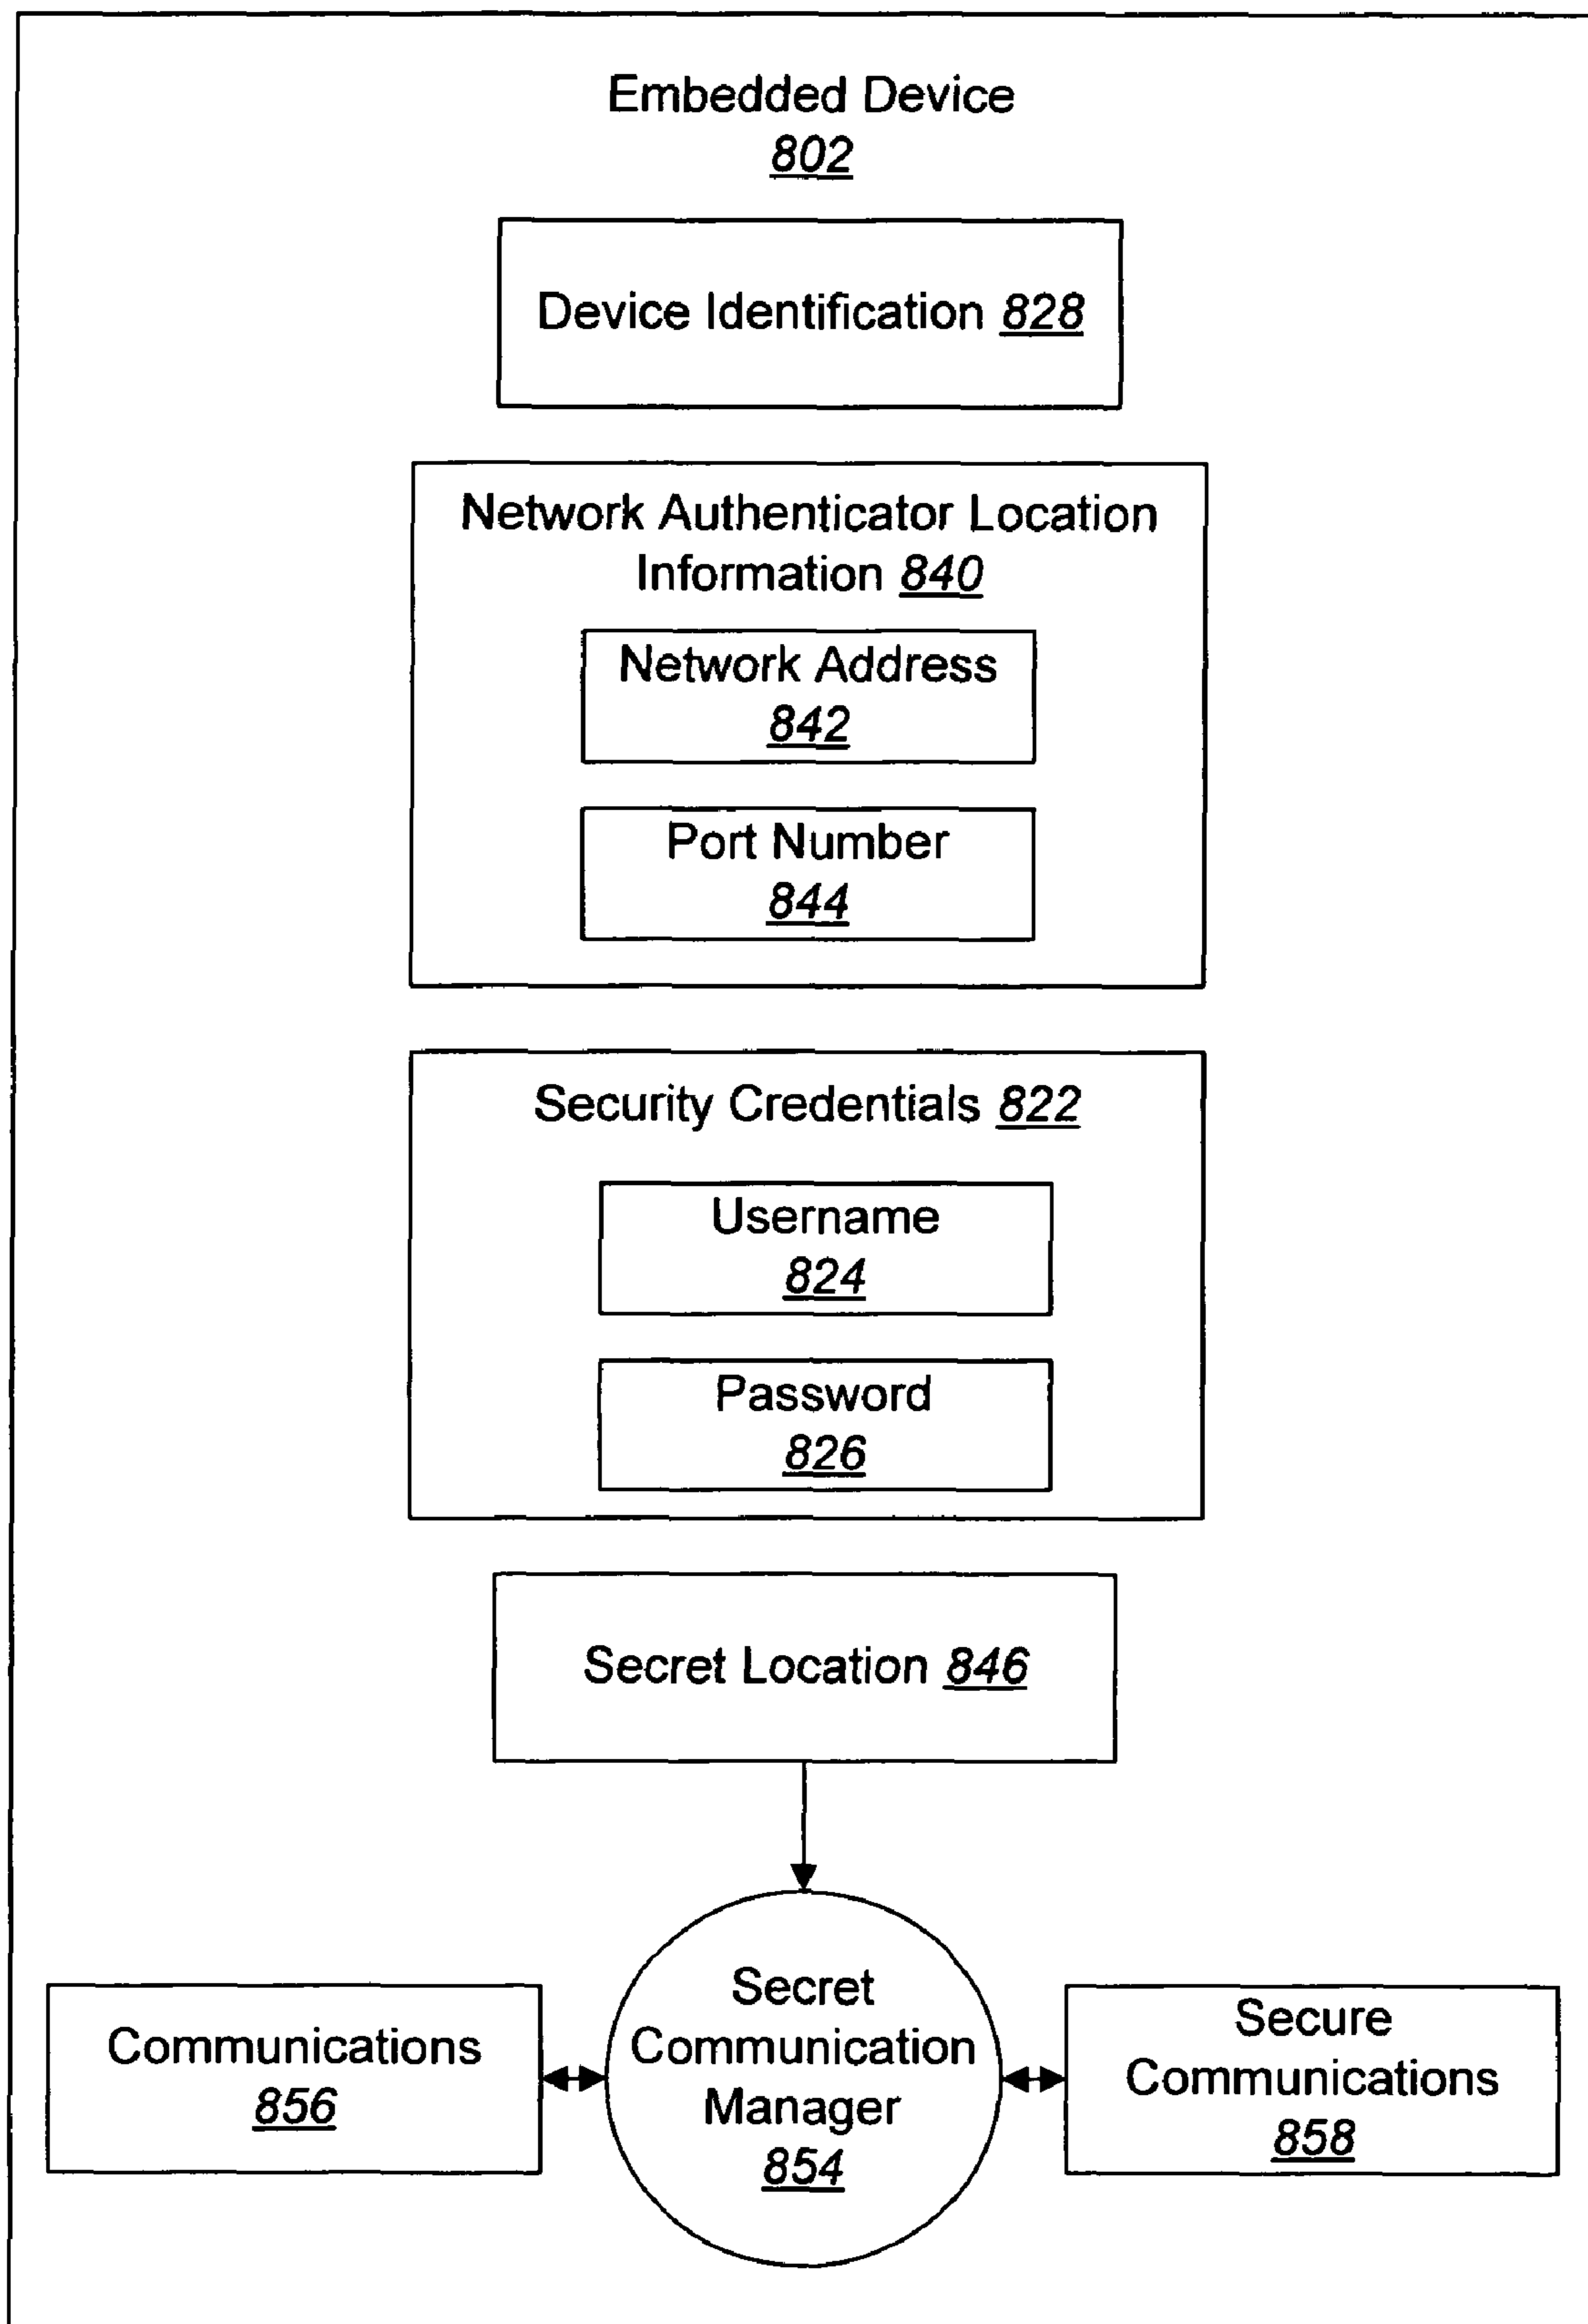 Embedded Device
802
Device Identification 828
Network Authenticator Location
Information 840
Network Address
842
Port Number
844
Security Credentials 822
Username
824
Password
826
Secret Location 846
Secret
Communication
Manager
854
Communications
856
Secure
Communications
858